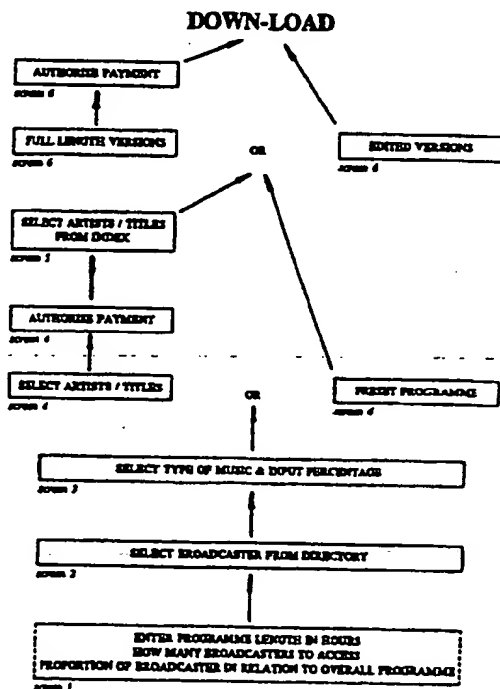 DOWN-LOAD
AUTHORISE PAYMENT
screen 6
FULL LENGTH VERSIONS
screen 6
OR
EDITED VERSIONS
screen 6
SELECT ARTISTS / TITLES
FROM INDEX
screen 5
AUTHORISE PAYMENT
screen 4
SELECT ARTISTS / TITLES
screen 4
OR
PRESET PROGRAMME
screen 4
SELECT TYPE OF MUSIC & INPUT PERCENTAGE
screen 3
SELECT BROADCASTER FROM DIRECTORY
screen 2
ENTER PROGRAMME LENGTH IN HOURS
HOW MANY BROADCASTERS TO ACCESS
PROPORTION OF BROADCASTER IN RELATION TO OVERALL PROGRAMME
screen 1